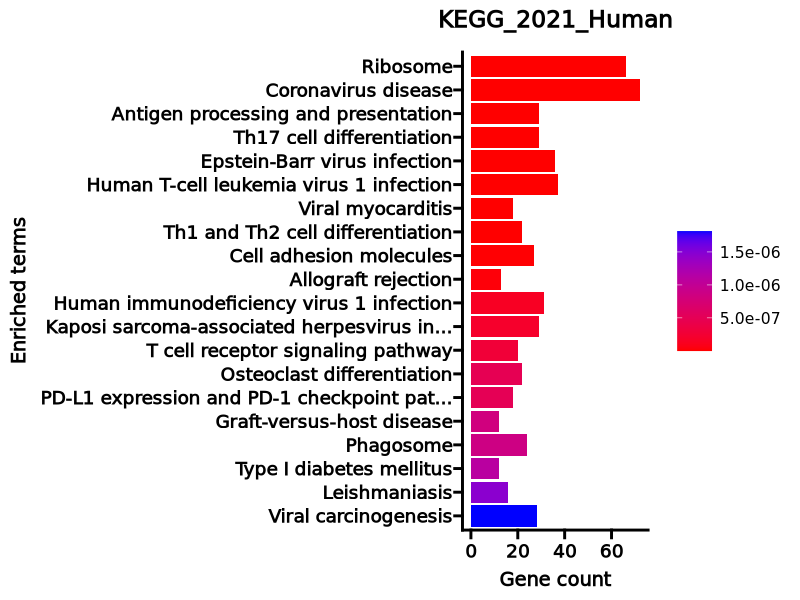 KEGG_2021_Human
Enriched terms
Ribosome
Coronavirus disease
Antigen processing and presentation
Th17 cell differentiation
Epstein-Barr virus infection
Human T-cell leukemia virus 1 infection
Viral myocarditis
Th1 and Th2 cell differentiation
Cell adhesion molecules
Allograft rejection
Human immunodeficiency virus 1 infection
Kaposi sarcoma-associated herpesvirus in...
T cell receptor signaling pathway
Osteoclast differentiation
PD-L1 expression and PD-1 checkpoint pat...
Graft-versus-host disease
Phagosome
Type I diabetes mellitus
Leishmaniasis
Viral carcinogenesis
0 20 40 60
Gene count
1.5e-06
1.0e-06
5.0e-07